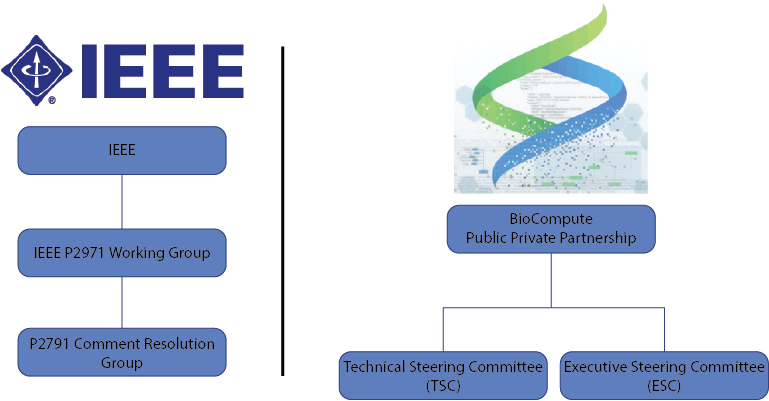 IEEE
®
IEEE
IEEE P2971 Working Group
P2791 Comment Resolution
Group
BioCompute
Public Private Partnership
Technical Steering Committee
(TSC)
Executive Steering Committee
(ESC)